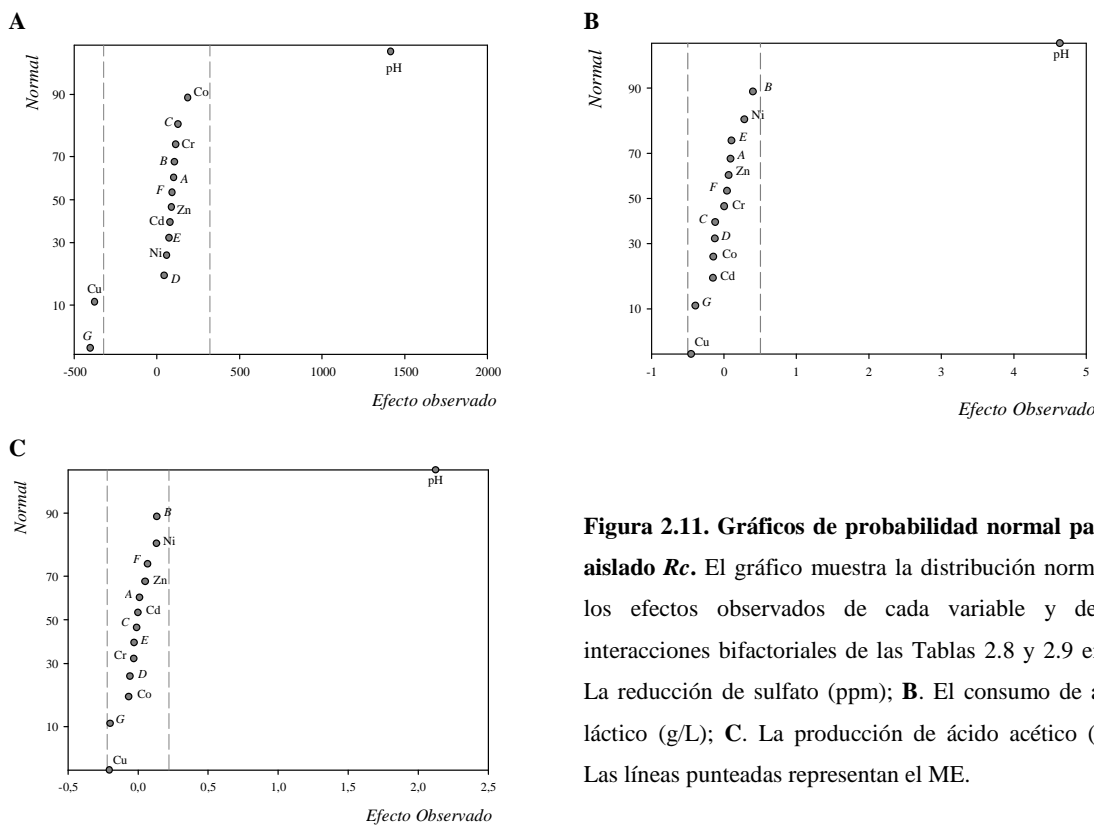 A
Normal
90
70
50
30
10
pH
Co
C
Cr
B
A
F
Zn
Cd
E
Ni
D
Cu
G
-500 0 500 1000 1500 2000
Efecto observado
B
Normal
90
70
50
30
10
B
Ni
E
A
Zn
F
Cr
C
D
Co
Cd
G
Cu
pH
-1 0 1 2 3 4 5
Efecto Observado
C
Normal
90
70
50
30
10
pH
B
Ni
F
Zn
A
Cd
C
E
Cr
D
Co
G
Cu
-0,5 0,0 0,5 1,0 1,5 2,0 2,5
Efecto Observado
Figura 2.11. Gráficos de probabilidad normal pa
aislado Rc. El gráfico muestra la distribución norm
los efectos observados de cada variable y de
interacciones bifactoriales de las Tablas 2.8 y 2.9 e
La reducción de sulfato (ppm); B. El consumo de a
láctico (g/L); C. La producción de ácido acético (
Las líneas punteadas representan el ME.